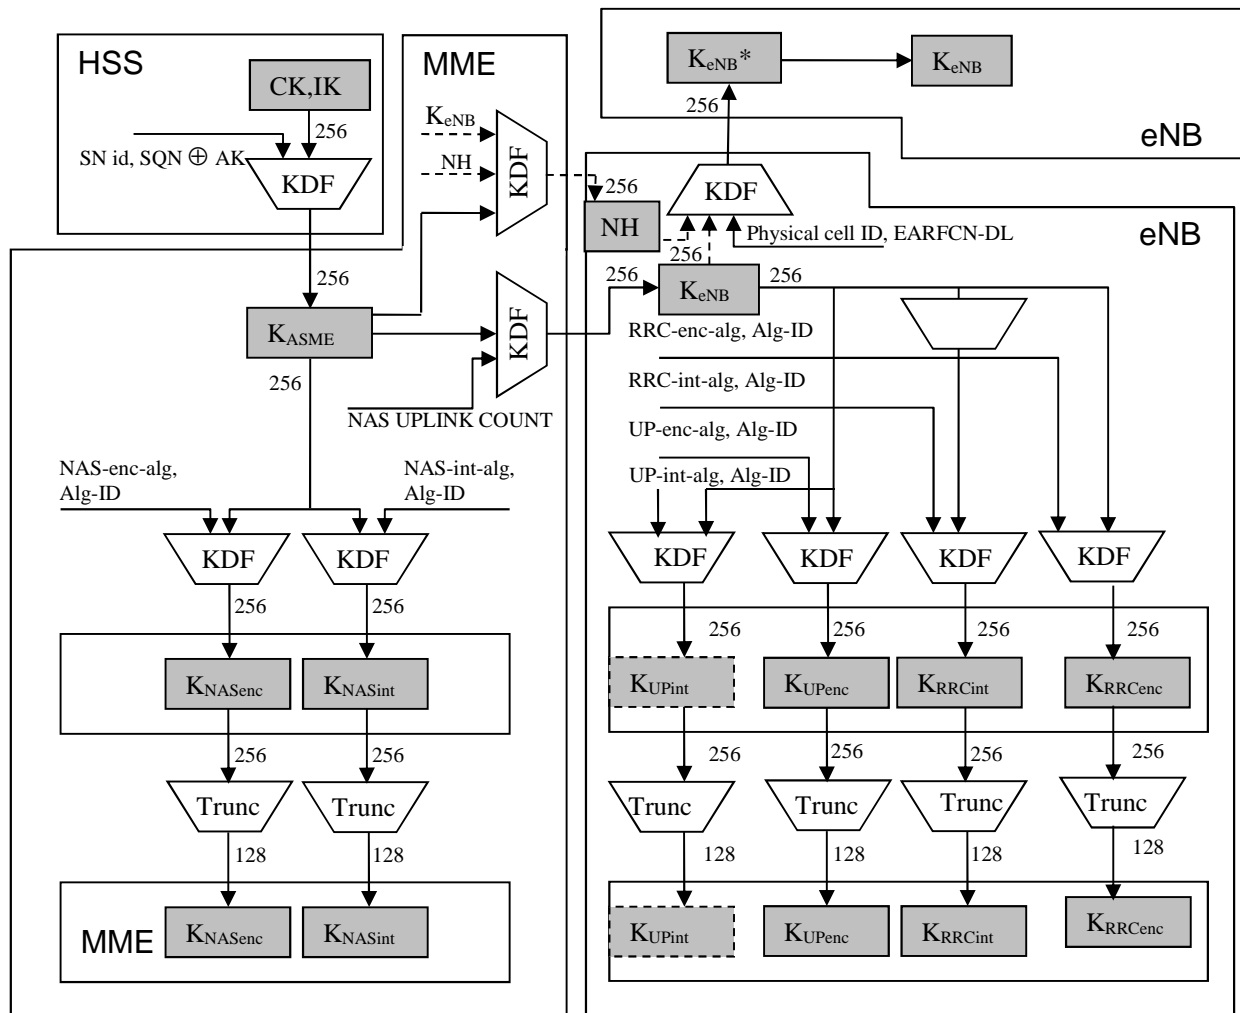 HSS
MME
CK,IK
256
SN id, SQN ⊕ AK
KDF
256
KeNB
NH
KDF
KeNB*
KeNB
256
eNB
KDF
256
NH
Physical cell ID, EARFCN-DL
eNB
256
256
KeNB
256
KASME
KDF
256
NAS UPLINK COUNT
RRC-enc-alg, Alg-ID
RRC-int-alg, Alg-ID
UP-enc-alg, Alg-ID
UP-int-alg, Alg-ID
NAS-enc-alg,
Alg-ID
NAS-int-alg,
Alg-ID
KDF
KDF
KDF
KDF
KDF
KDF
256
256
256
256
256
256
KNASenc
KNASint
KUPint
KUPenc
KRRCint
KRRCenc
256
256
256
256
256
256
Trunc
Trunc
Trunc
Trunc
Trunc
Trunc
128
128
128
128
128
128
MME
KNASenc
KNASint
KUPint
KUPenc
KRRCint
KRRCenc